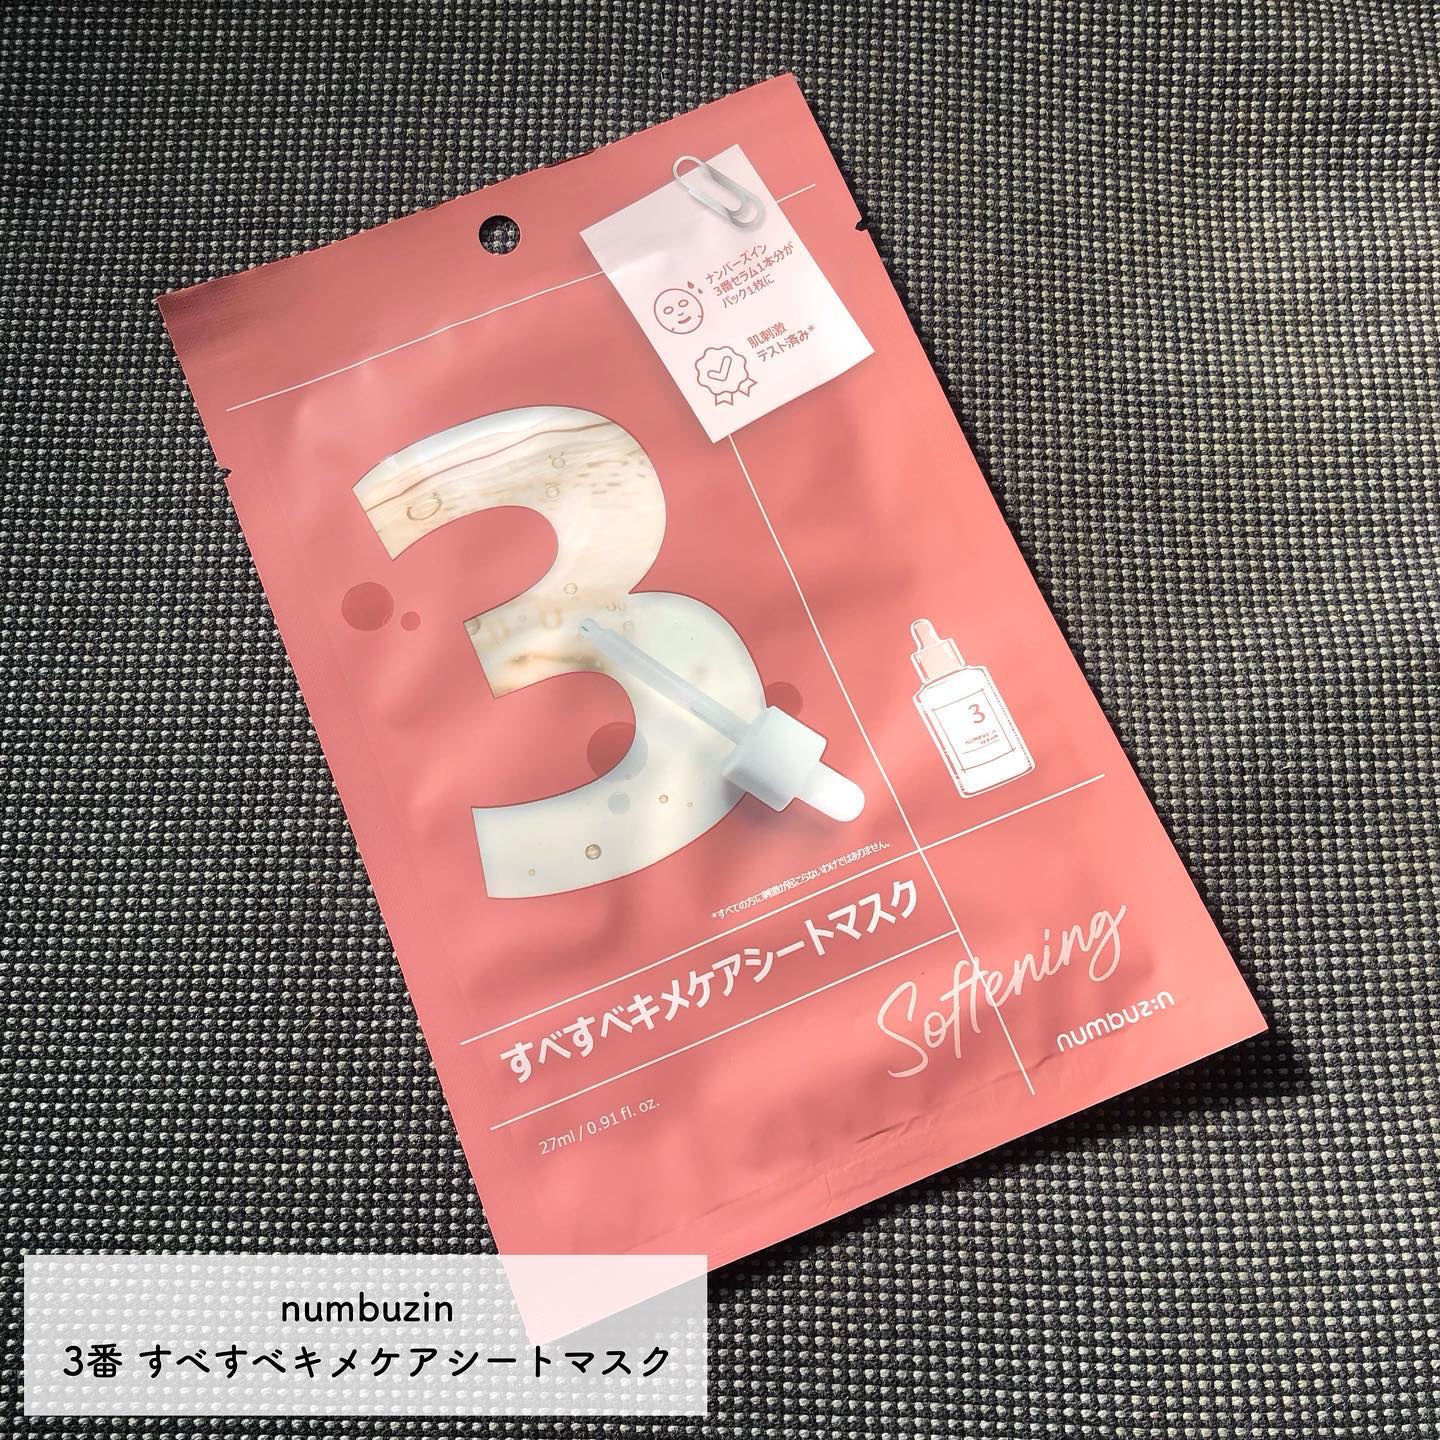 ナンバーズイン
3番セラム1本分が
パック1枚に
肌刺激
テスト済み*
3
3
numbuz:n
SERUM
*すべての方に刺激が起こらないわけではありません。
すべすべキメケアシートマスク
Softening
numbuz:n
27ml / 0.91 fl. oz.
numbuzin
3番 すべすべキメケアシートマスク